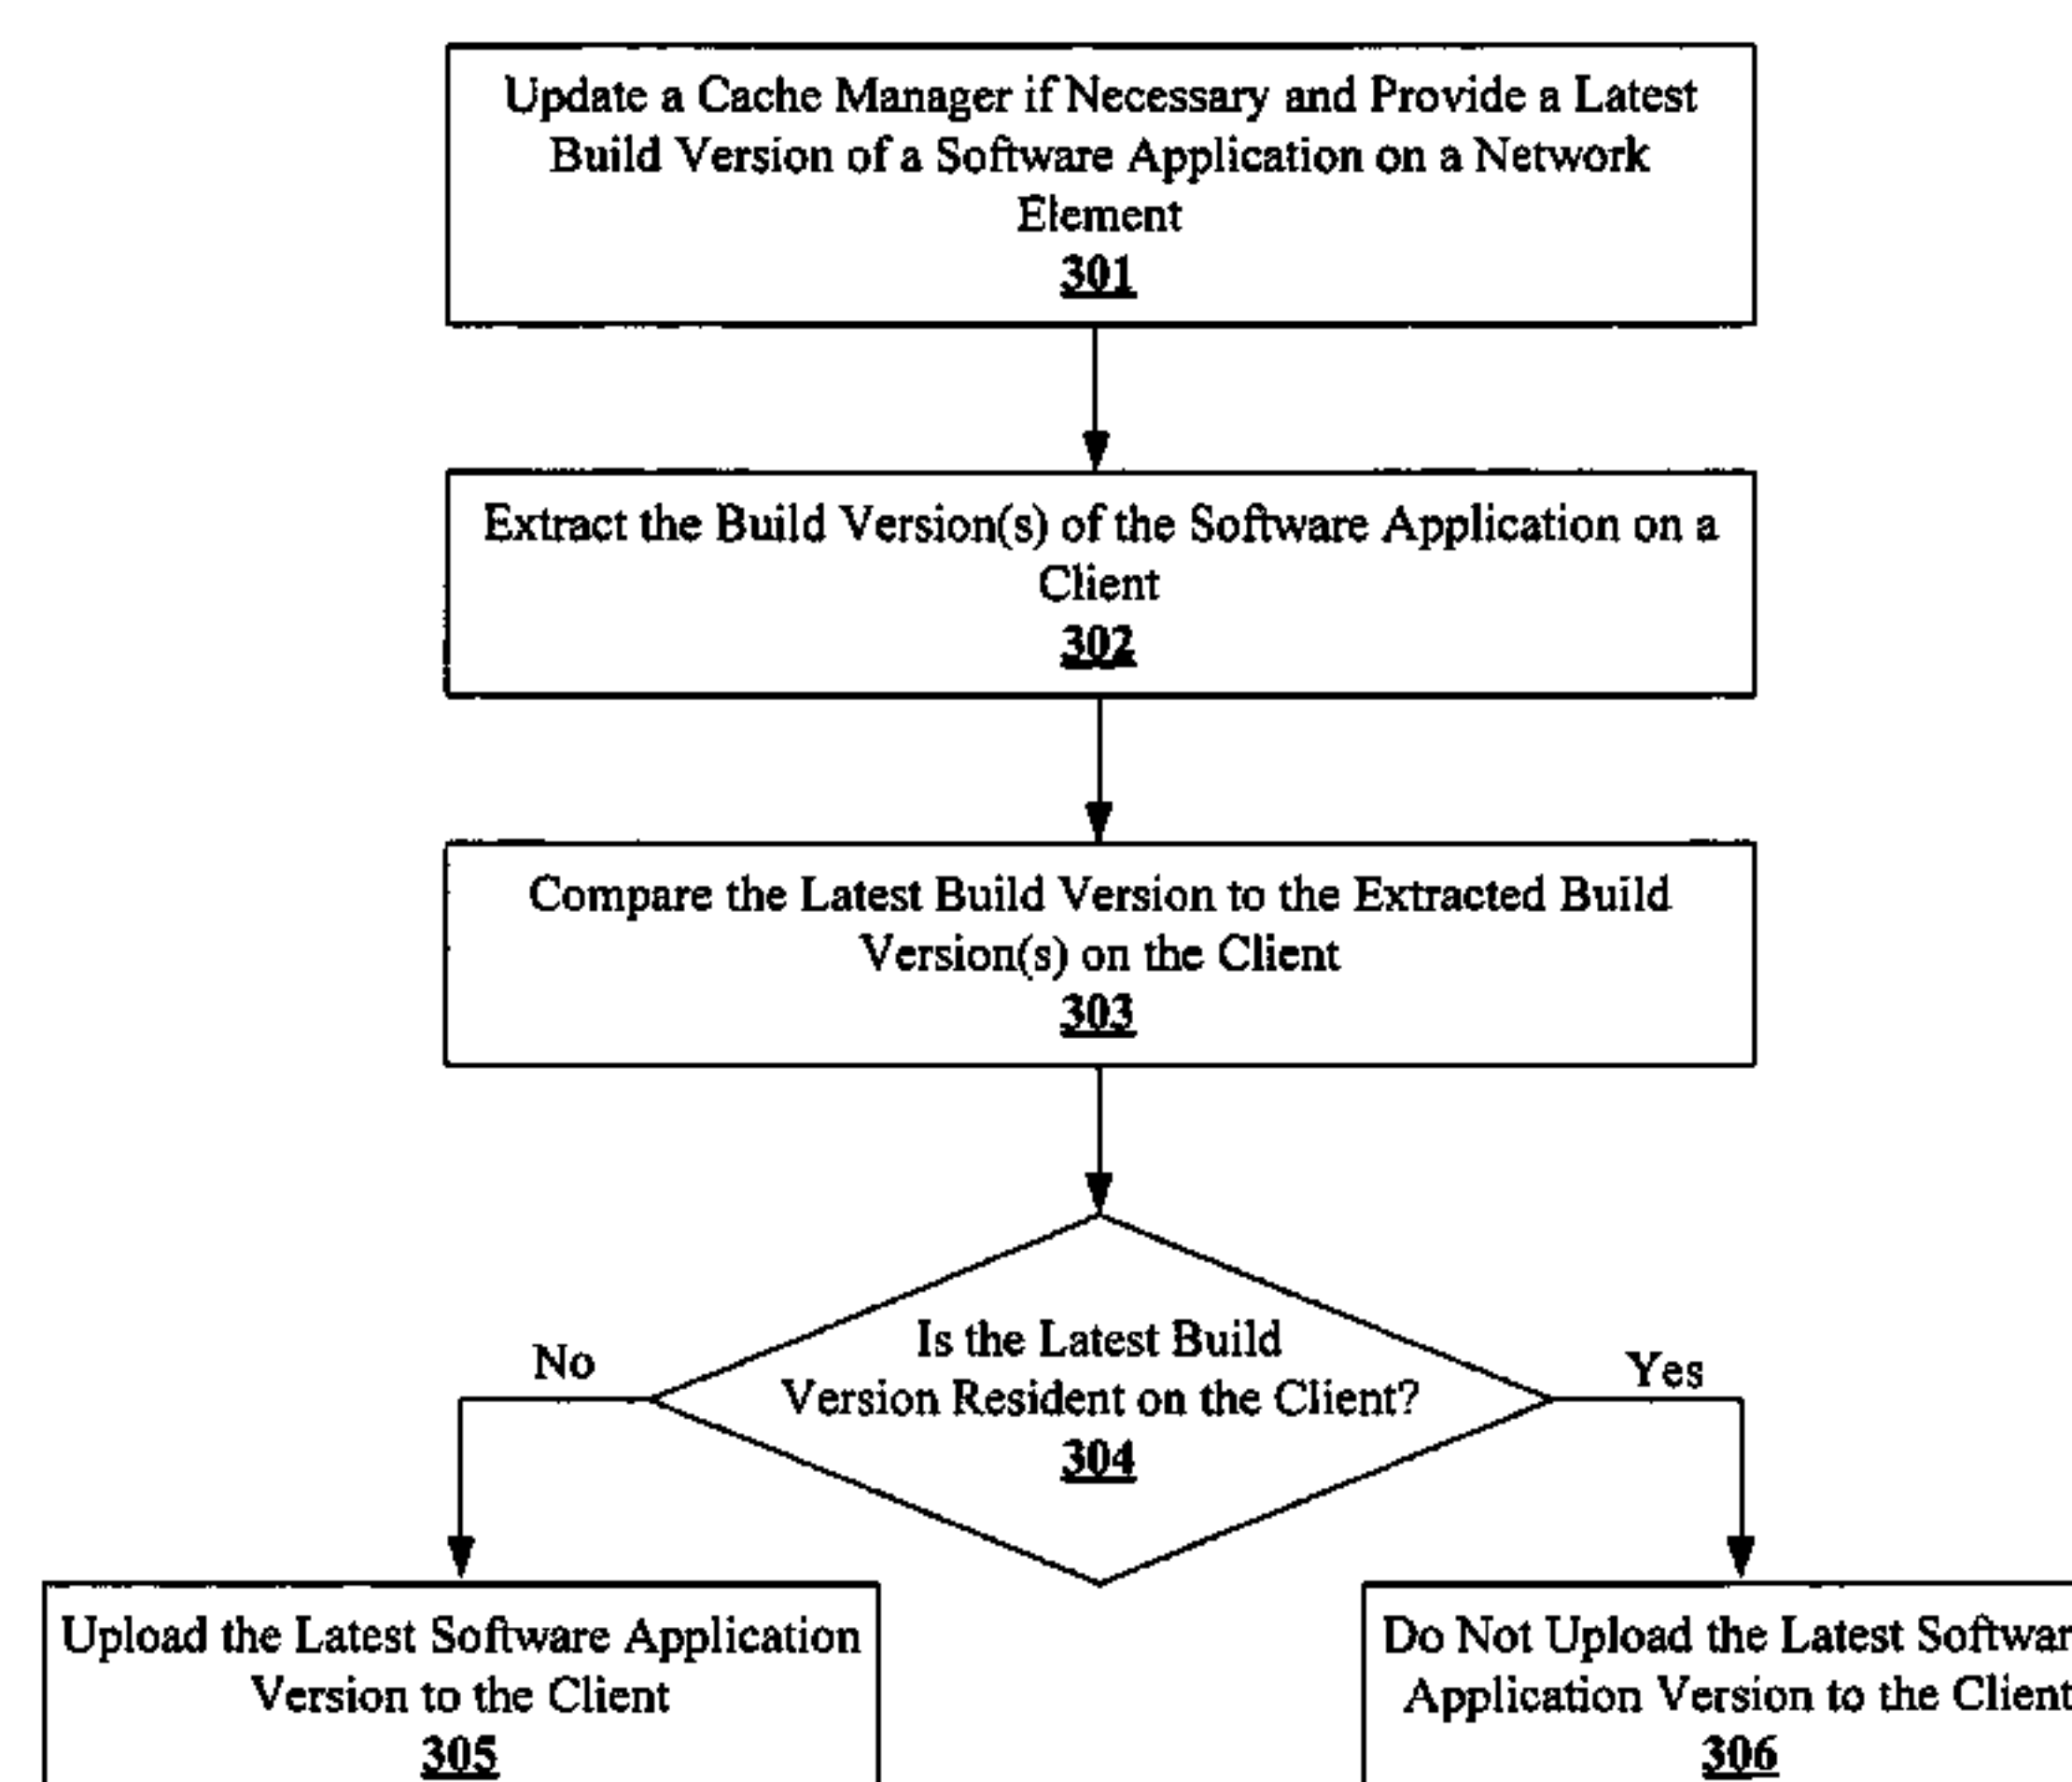 Update a Cache Manager if Necessary and Provide a Latest
Build Version of a Software Application on a Network
Element
301
Extract the Build Version(s) of the Software Application on a
Client
302
Compare the Latest Build Version to the Extracted Build
Version(s) on the Client
303
Is the Latest Build
Version Resident on the Client?
304
No
Yes
Upload the Latest Software Application
Version to the Client
305
Do Not Upload the Latest Softwar
Application Version to the Client
306